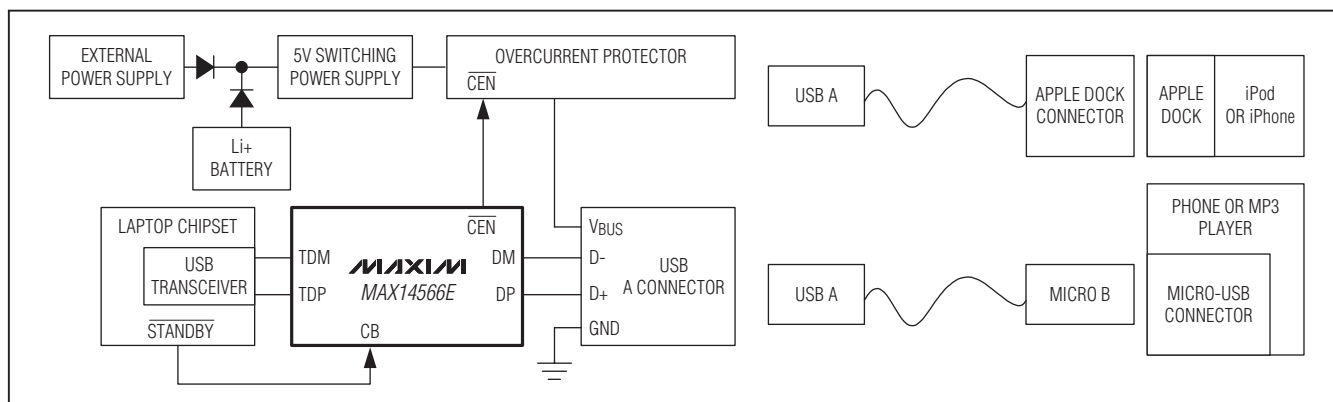 EXTERNAL
POWER SUPPLY
5V SWITCHING
POWER SUPPLY
OVERCURRENT PROTECTOR
CEN
Li+
BATTERY
USB A
APPLE DOCK
CONNECTOR
APPLE
DOCK
iPod
OR iPhone
LAPTOP CHIPSET
USB
TRANSCEIVER
STANDBY
TDM
TDP
CEN
MAXIM
MAX14566E
DM
DP
CB
VBUS
D-
D+
GND
USB
A CONNECTOR
USB A
MICRO B
PHONE OR MP3
PLAYER
MICRO-USB
CONNECTOR